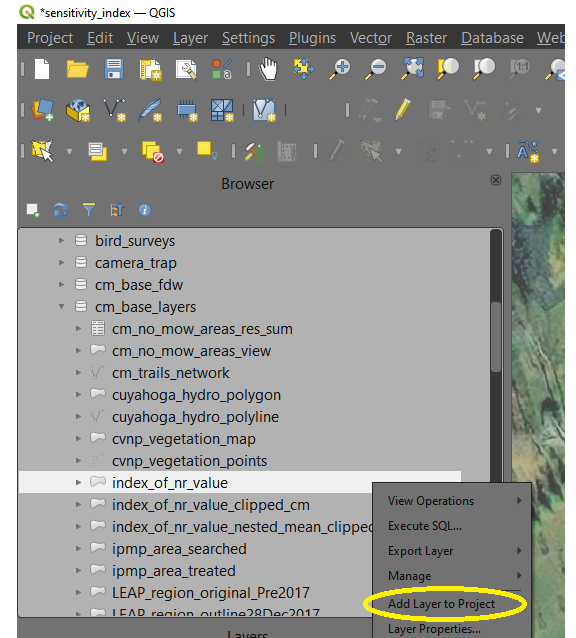 *sensitivity_index — QGIS
Project Edit View Layer Settings Plugins Vector Raster Database Web
Browser
bird_surveys
camera_trap
cm_base_fdw
cm_base_layers
cm_no_mow_areas_res_sum
cm_no_mow_areas_view
cm_trails_network
cuyahoga_hydro_polygon
cuyahoga_hydro_polyline
cvnp_vegetation_map
cvnp_vegetation_points
index_of_nr_value
index_of_nr_value_clipped_cm
index_of_nr_value_nested_mean_clipped
ipmp_area_searched
ipmp_area_treated
LEAP_region_original_Pre2017
LEAP_region_outline28Dec2017
Layers
View Operations
Execute SQL...
Export Layer
Manage
Add Layer to Project
Layer Properties...